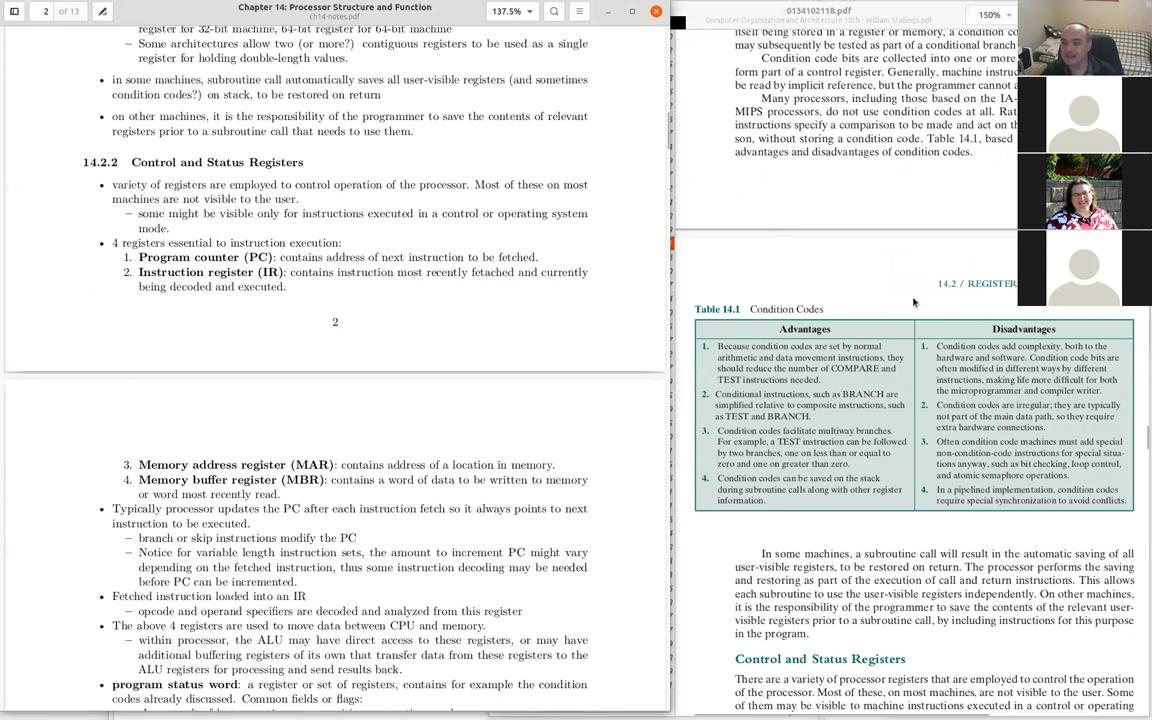 Chapter 14: Processor Structure and Function
ch14-notes.pdf
2 of 13
137.5%
register for 32-bit machine, 64-bit register for 64-bit machine
– Some architectures allow two (or more?) contiguous registers to be used as a single
register for holding double-length values.
• in some machines, subroutine call automatically saves all user-visible registers (and sometimes
condition codes?) on stack, to be restored on return
• on other machines, it is the responsibility of the programmer to save the contents of relevant
registers prior to a subroutine call that needs to use them.
14.2.2 Control and Status Registers
• variety of registers are employed to control operation of the processor. Most of these on most
machines are not visible to the user.
– some might be visible only for instructions executed in a control or operating system
mode.
• 4 registers essential to instruction execution:
1. Program counter (PC): contains address of next instruction to be fetched.
2. Instruction register (IR): contains instruction most recently fetached and currently
being decoded and executed.
2
3. Memory address register (MAR): contains address of a location in memory.
4. Memory buffer register (MBR): contains a word of data to be written to memory
or word most recently read.
• Typically processor updates the PC after each instruction fetch so it always points to next
instruction to be executed.
– branch or skip instructions modify the PC
– Notice for variable length instruction sets, the amount to increment PC might vary
depending on the fetched instruction, thus some instruction decoding may be needed
before PC can be incremented.
• Fetched instruction loaded into an IR
– opcode and operand specifiers are decoded and analyzed from this register
• The above 4 registers are used to move data between CPU and memory.
– within processor, the ALU may have direct access to these registers, or may have
additional buffering registers of its own that transfer data from these registers to the
ALU registers for processing and send results back.
• program status word: a register or set of registers, contains for example the condition
codes already discussed. Common fields or flags:
0134102118.pdf
Computer Organization and Architecture 10th - William Stallings.pdf
150%
itself being stored in a register or memory, a condition co
may subsequently be tested as part of a conditional branch
Condition code bits are collected into one or more
form part of a control register. Generally, machine instruc
be read by implicit reference, but the programmer cannot a
Many processors, including those based on the IA-
MIPS processors, do not use condition codes at all. Rat
instructions specify a comparison to be made and act on th
son, without storing a condition code. Table 14.1, based
advantages and disadvantages of condition codes.
14.2 / REGISTER
Table 14.1 Condition Codes
Advantages
1. Because condition codes are set by normal
arithmetic and data movement instructions, they
should reduce the number of COMPARE and
TEST instructions needed.
2. Conditional instructions, such as BRANCH are
simplified relative to composite instructions, such
as TEST and BRANCH.
3. Condition codes facilitate multiway branches.
For example, a TEST instruction can be followed
by two branches, one on less than or equal to
zero and one on greater than zero.
4. Condition codes can be saved on the stack
during subroutine calls along with other register
information.
Disadvantages
1. Condition codes add complexity, both to the
hardware and software. Condition code bits are
often modified in different ways by different
instructions, making life more difficult for both
the microprogrammer and compiler writer.
2. Condition codes are irregular; they are typically
not part of the main data path, so they require
extra hardware connections.
3. Often condition code machines must add special
non-condition-code instructions for special situa-
tions anyway, such as bit checking, loop control,
and atomic semaphore operations.
4. In a pipelined implementation, condition codes
require special synchronization to avoid conflicts.
In some machines, a subroutine call will result in the automatic saving of all
user-visible registers, to be restored on return. The processor performs the saving
and restoring as part of the execution of call and return instructions. This allows
each subroutine to use the user-visible registers independently. On other machines,
it is the responsibility of the programmer to save the contents of the relevant user-
visible registers prior to a subroutine call, by including instructions for this purpose
in the program.
Control and Status Registers
There are a variety of processor registers that are employed to control the operation
of the processor. Most of these, on most machines, are not visible to the user. Some
of them may be visible to machine instructions executed in a control or operating